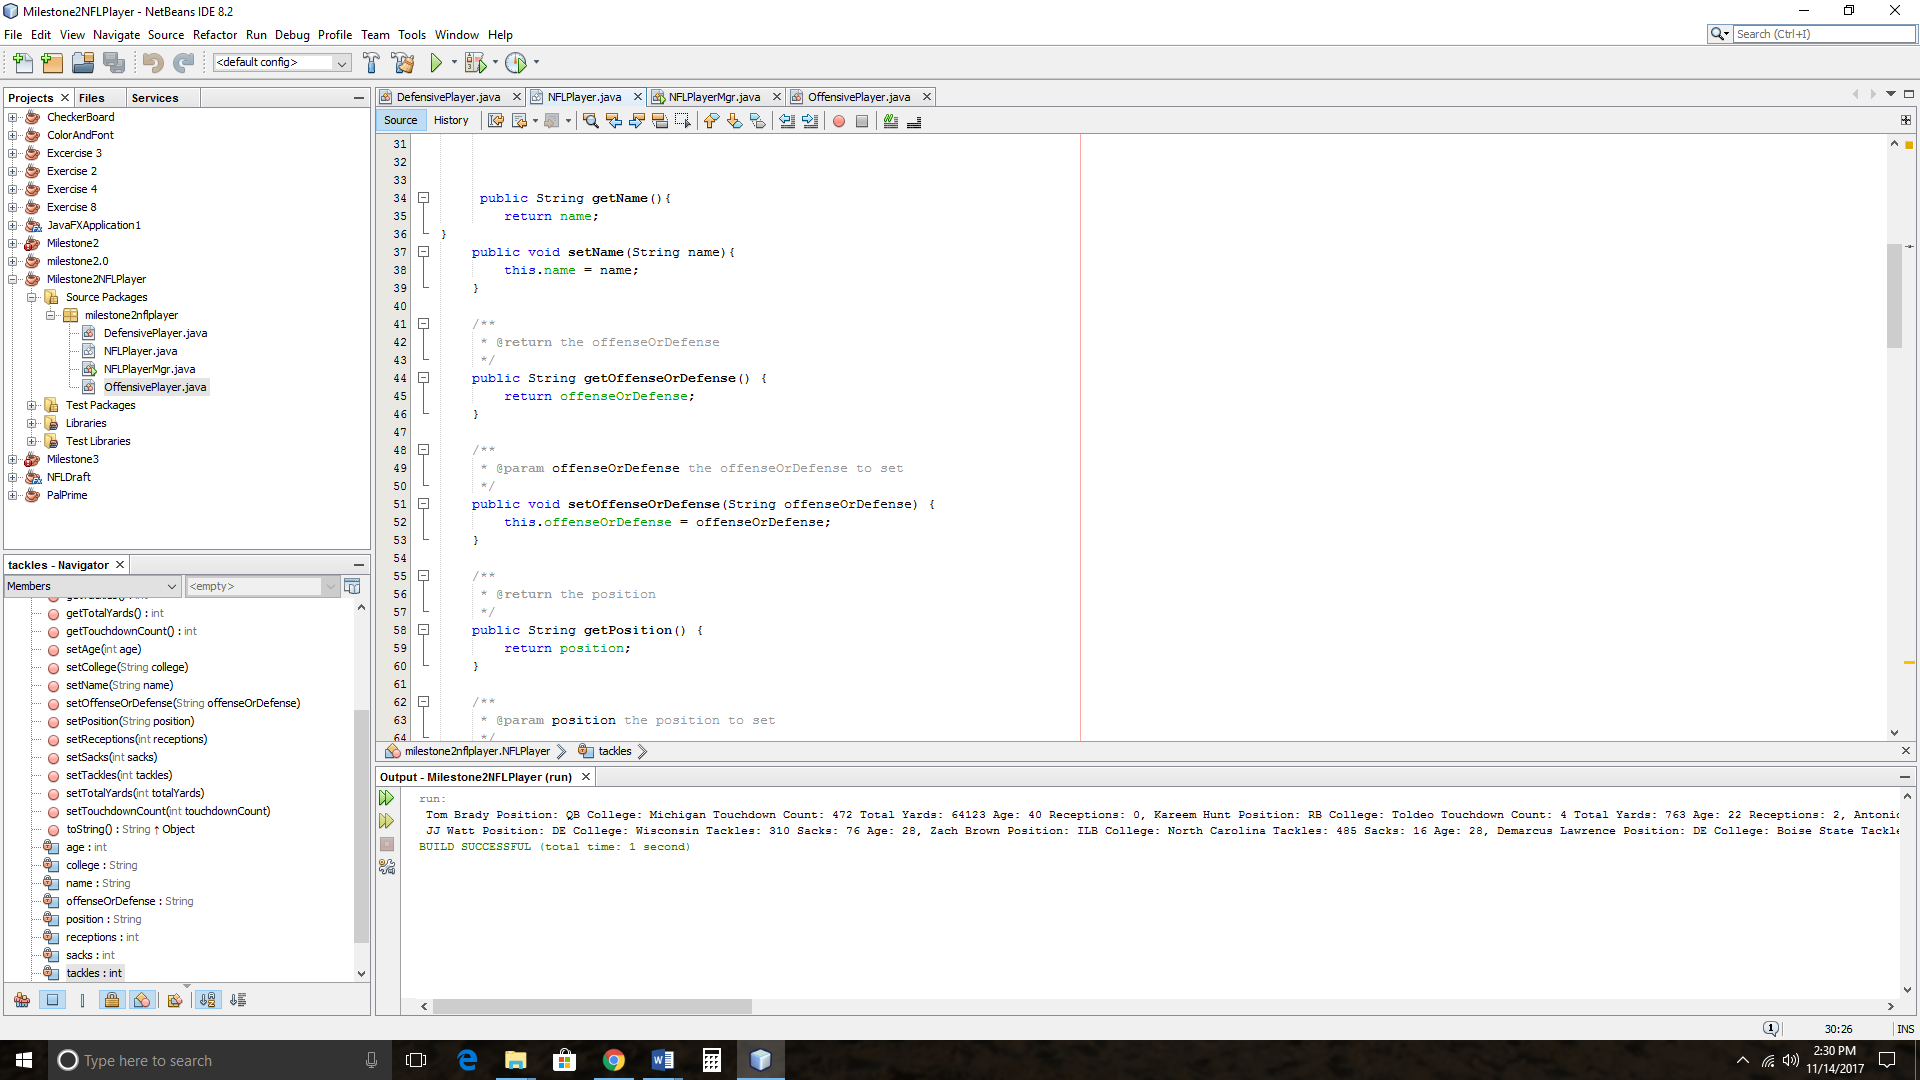 Milestone2NFLPlayer - NetBeans IDE 8.2
File Edit View Navigate Source Refactor Run Debug Profile Team Tools Window Help
Search (Ctrl+I)
<default config>
Projects Files Services
CheckerBoard
ColorAndFont
Excercise 3
Exercise 2
Exercise 4
Exercise 8
JavaFXApplication1
Milestone2
milestone2.0
Milestone2NFLPlayer
Source Packages
milestone2nflplayer
DefensivePlayer.java
NFLPlayer.java
NFLPlayerMgr.java
OffensivePlayer.java
Test Packages
Libraries
Test Libraries
Milestone3
NFLDraft
PalPrime
tackles - Navigator
Members <empty>
getTotalYards() : int
getTouchdownCount() : int
setAge(int age)
setCollege(String college)
setName(String name)
setOffenseOrDefense(String offenseOrDefense)
setPosition(String position)
setReceptions(int receptions)
setSacks(int sacks)
setTackles(int tackles)
setTotalYards(int totalYards)
setTouchdownCount(int touchdownCount)
toString() : String ↑ Object
age : int
college : String
name : String
offenseOrDefense : String
position : String
receptions : int
sacks : int
tackles : int
DefensivePlayer.java NFLPlayer.java NFLPlayerMgr.java OffensivePlayer.java
Source History
31
32
33
34 public String getName(){
35 return name;
36 }
37 public void setName(String name){
38 this.name = name;
39 }
40
41 /**
42 * @return the offenseOrDefense
43 */
44 public String getOffenseOrDefense() {
45 return offenseOrDefense;
46 }
47
48 /**
49 * @param offenseOrDefense the offenseOrDefense to set
50 */
51 public void setOffenseOrDefense(String offenseOrDefense) {
52 this.offenseOrDefense = offenseOrDefense;
53 }
54
55 /**
56 * @return the position
57 */
58 public String getPosition() {
59 return position;
60 }
61
62 /**
63 * @param position the position to set
64 */
milestone2nflplayer.NFLPlayer tackles
Output - Milestone2NFLPlayer (run)
run:
Tom Brady Position: QB College: Michigan Touchdown Count: 472 Total Yards: 64123 Age: 40 Receptions: 0, Kareem Hunt Position: RB College: Toldeo Touchdown Count: 4 Total Yards: 763 Age: 22 Receptions: 2, Antonio
JJ Watt Position: DE College: Wisconsin Tackles: 310 Sacks: 76 Age: 28, Zach Brown Position: ILB College: North Carolina Tackles: 485 Sacks: 16 Age: 28, Demarcus Lawrence Position: DE College: Boise State Tackle
BUILD SUCCESSFUL (total time: 1 second)
1 30:26 INS
Type here to search
2:30 PM
11/14/2017